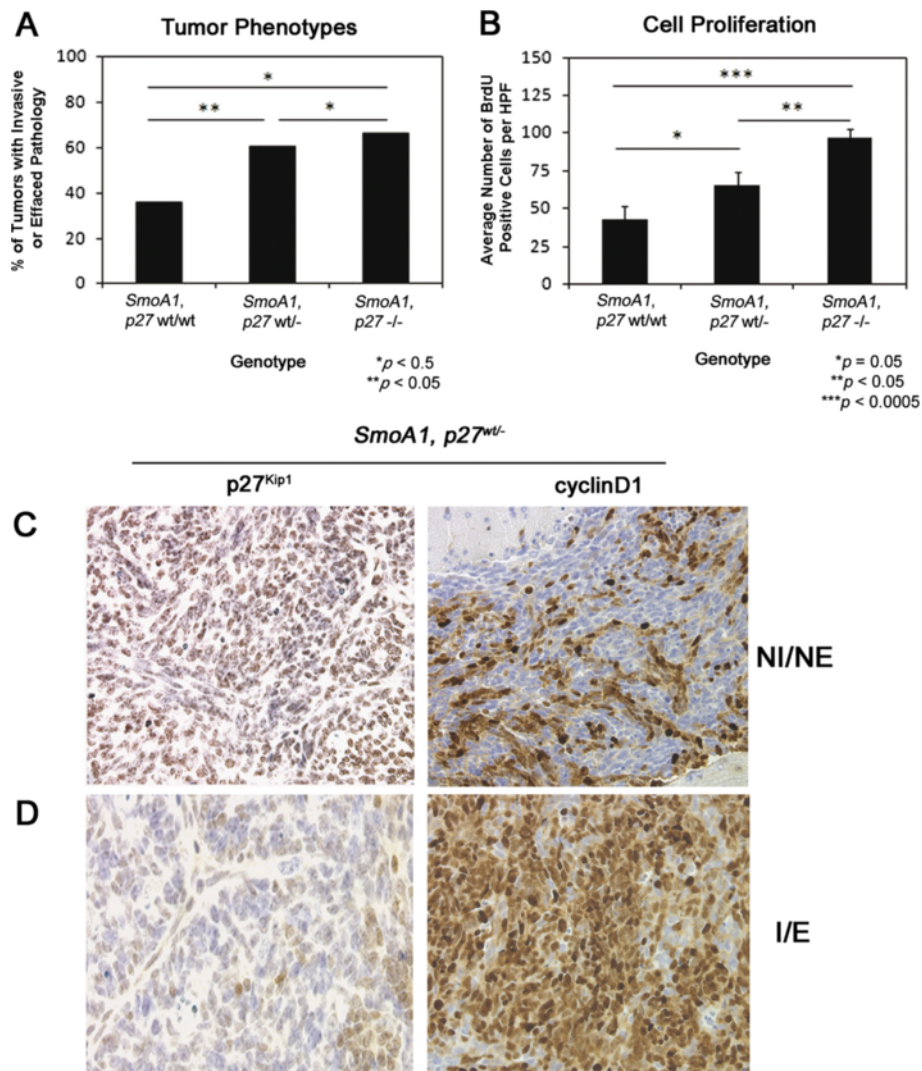 A
Tumor Phenotypes
% of Tumors with Invasive
or Effaced Pathology
100
80
60
40
20
0
*
**
*
SmoA1,
p27 wt/wt
SmoA1,
p27 wt/-
SmoA1,
p27 -/-
Genotype
*p < 0.5
**p < 0.05
B
Cell Proliferation
Average Number of BrdU
Positive Cells per HPF
150
125
100
75
50
25
0
***
**
*
SmoA1,
p27 wt/wt
SmoA1,
p27 wt/-
SmoA1,
p27 -/-
Genotype
*p = 0.05
**p < 0.05
***p < 0.0005
SmoA1, p27wt/-
p27Kip1
cyclinD1
C
NI/NE
D
I/E